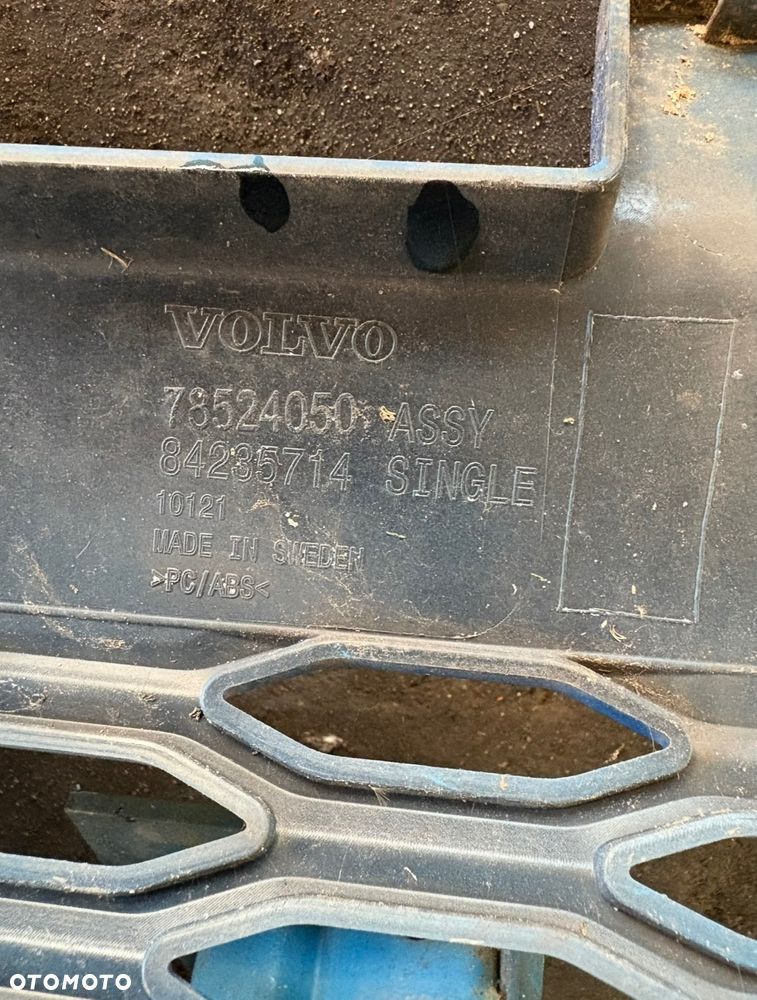 VOLVO
78524050 ASSY
84235714 SINGLE
10121
MADE IN SWEDEN
>PC/ABS<
OTOMOTO